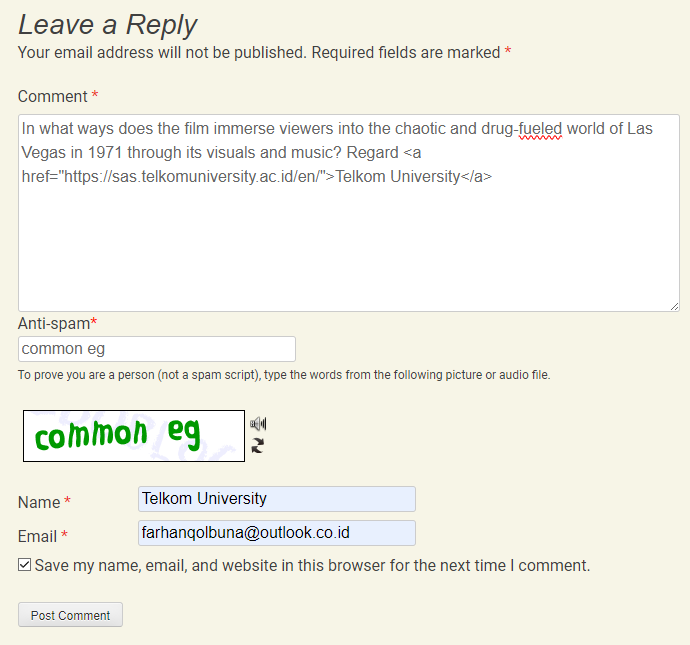 Leave a Reply
Your email address will not be published. Required fields are marked *
Comment *
In what ways does the film immerse viewers into the chaotic and drug-fueled world of Las
Vegas in 1971 through its visuals and music? Regard <a
href="https://sas.telkomuniversity.ac.id/en/">Telkom University</a>
Anti-spam*
common eg
To prove you are a person (not a spam script), type the words from the following picture or audio file.
common eg
Name *
Telkom University
Email *
farhanqolbuna@outlook.co.id
Save my name, email, and website in this browser for the next time I comment.
Post Comment